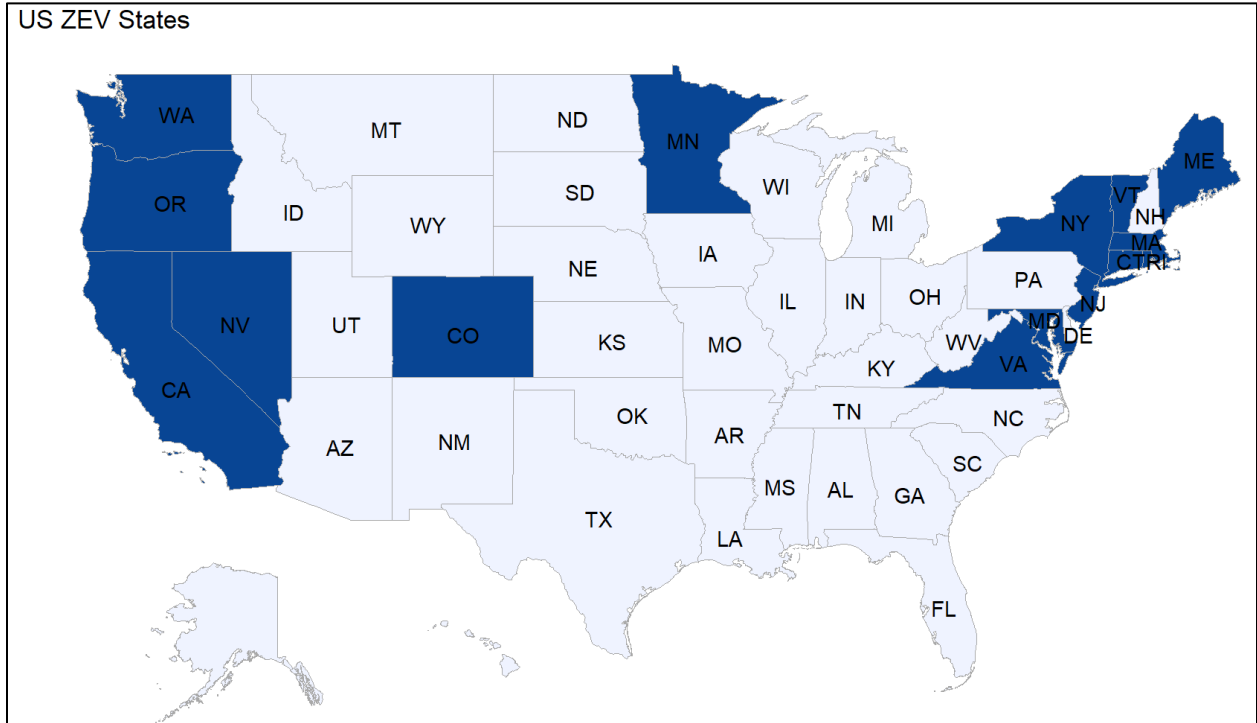 US ZEV States
WA
MT
ND
MN
ME
OR
ID
SD
WI
VT
NH
NY
WY
MI
MA
CT
RI
IA
NE
PA
NV
UT
CO
IL
IN
OH
NJ
MD
DE
KS
MO
WV
VA
CA
KY
OK
TN
NC
AZ
NM
AR
SC
MS
AL
GA
TX
LA
FL